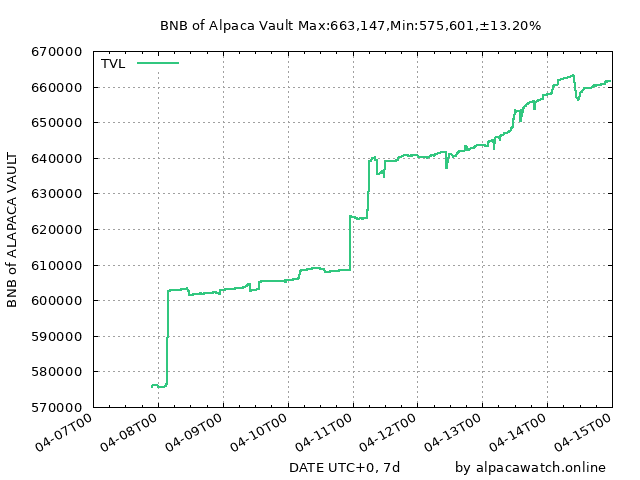 BNB of Alpaca Vault Max:663,147,Min:575,601,±13.20%
TVL
BNB of ALAPACA VAULT
670000
660000
650000
640000
630000
620000
610000
600000
590000
580000
570000
04-07T00
04-08T00
04-09T00
04-10T00
04-11T00
04-12T00
04-13T00
04-14T00
04-15T00
DATE UTC+0, 7d
by alpacawatch.online